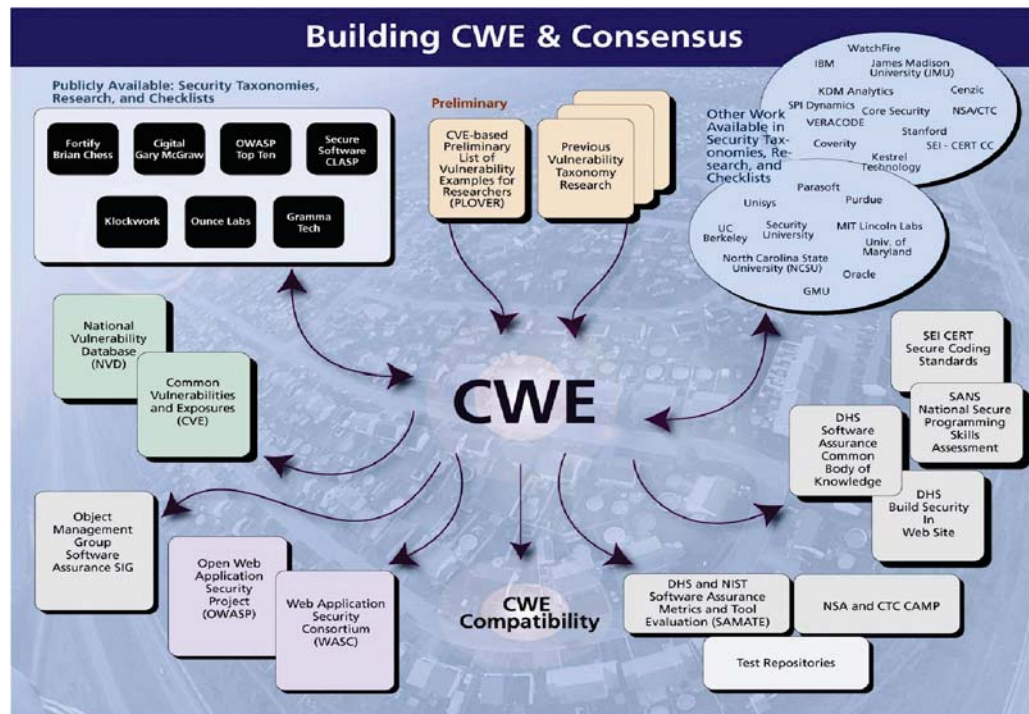 Building CWE & Consensus
Publicly Available: Security Taxonomies,
Research, and Checklists
Fortify
Brian Chess
Cigital
Gary McGraw
OWASP
Top Ten
Secure
Software
CLASP
Klockwork
Ounce Labs
Gramma
Tech
Preliminary
CVE-based
Preliminary
List of
Vulnerability
Examples for
Researchers
(PLOVER)
Previous
Vulnerability
Taxonomy
Research
Other Work
Available in
Security Tax-
onomies, Re-
search, and
Checklists
WatchFire
IBM
James Madison
University (JMU)
KDM Analytics
Cenzic
SPI Dynamics
Core Security
NSA/CTC
VERACODE
Stanford
Coverity
SEI - CERT CC
Kestrel
Technology
Parasoft
Unisys
Purdue
UC
Berkeley
Security
University
MIT Lincoln Labs
Univ. of
Maryland
North Carolina State
University (NCSU)
Oracle
GMU
National
Vulnerability
Database
(NVD)
Common
Vulnerabilities
and Exposures
(CVE)
CWE
SEI CERT
Secure Coding
Standards
SANS
National Secure
Programming
Skills
Assessment
DHS
Software
Assurance
Common
Body of
Knowledge
DHS
Build Security
In
Web Site
Object
Management
Group
Software
Assurance SIG
Open Web
Application
Security
Project
(OWASP)
Web Application
Security
Consortium
(WASC)
CWE
Compatibility
DHS and NIST
Software Assurance
Metrics and Tool
Evaluation (SAMATE)
NSA and CTC CAMP
Test Repositories